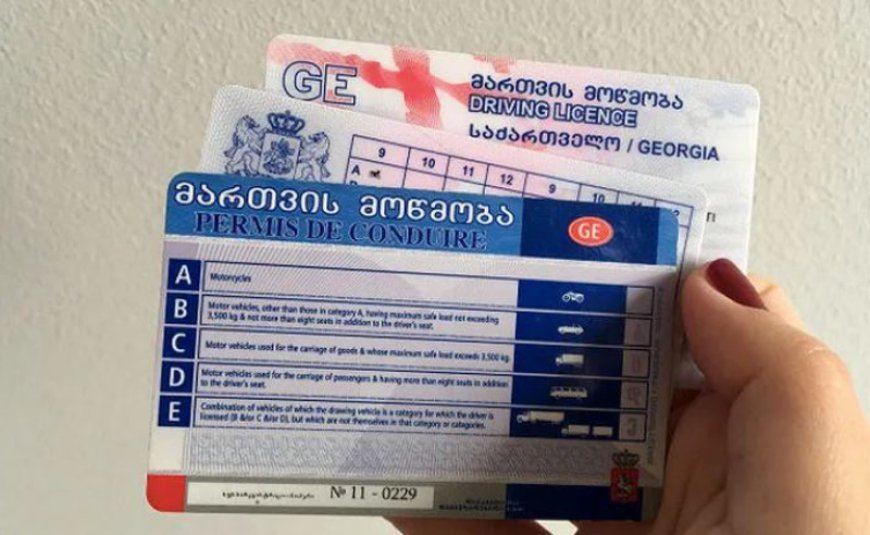 GE
მართვის მოწმობა
DRIVING LICENCE
საქართველო / GEORGIA
9 10 11 12 9 10 11 12
A
მართვის მოწმობა
PERMIS DE CONDUIRE
GE
A Motorcycles
B Motor vehicles, other than those in category A, having maximum safe load not exceeding
3,500 kg & not more than eight seats in addition to the driver's seat.
C Motor vehicles used for the carriage of goods & whose maximum safe load exceeds 3,500 kg.
D Motor vehicles used for the carriage of passengers & having more than eight seats in addition
to the driver's seat.
E Combination of vehicles of which the drawing vehicle is a category for which the driver is
licensed (B &/or C &/or D), but which are not themselves in that category or categories.
№ 11 - 0229